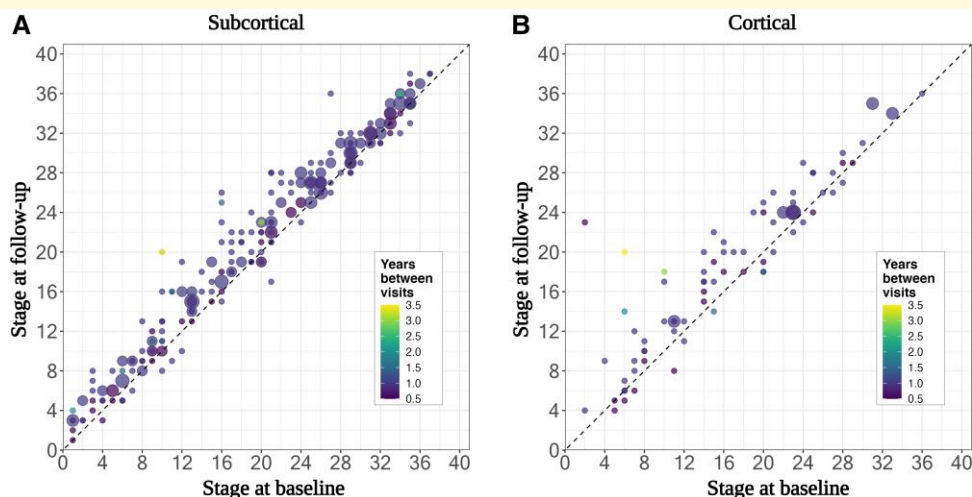 A
Subcortical
Stage at follow-up
40
36
32
28
24
20
16
12
8
4
0
Years
between
visits
3.5
3.0
2.5
2.0
1.5
1.0
0.5
0 4 8 12 16 20 24 28 32 36 40
Stage at baseline
B
Cortical
Stage at follow-up
40
36
32
28
24
20
16
12
8
4
0
Years
between
visits
3.5
3.0
2.5
2.0
1.5
1.0
0.5
0 4 8 12 16 20 24 28 32 36 40
Stage at baseline